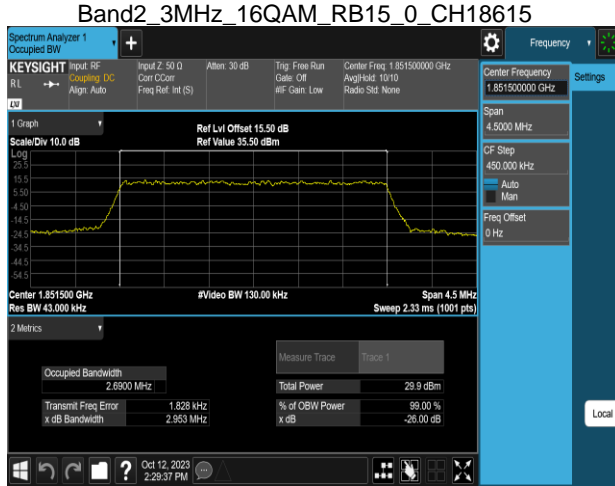 Band2_3MHz_16QAM_RB15_0_CH18615
Spectrum Analyzer 1
Occupied BW
Frequency
KEYSIGHT
RL
Input: RF
Coupling: DC
Align: Auto
Input Z: 50 Ω
Corr CCorr
Freq Ref: Int (S)
Atten: 30 dB
Trig: Free Run
Gate: Off
#IF Gain: Low
Center Freq: 1.851500000 GHz
Avg|Hold: 10/10
Radio Std: None
Center Frequency
1.851500000 GHz
Settings
Span
4.5000 MHz
CF Step
450.000 kHz
Auto
Man
Freq Offset
0 Hz
Local
1 Graph
Scale/Div 10.0 dB
Ref Lvl Offset 15.50 dB
Ref Value 35.50 dBm
Log
25.5
15.5
5.50
-4.50
-14.5
-24.5
-34.5
-44.5
-54.5
Center 1.851500 GHz
Res BW 43.000 kHz
#Video BW 130.00 kHz
Span 4.5 MHz
Sweep 2.33 ms (1001 pts)
2 Metrics
Measure Trace
Trace 1
Occupied Bandwidth
2.6900 MHz
Total Power
29.9 dBm
Transmit Freq Error
1.828 kHz
% of OBW Power
99.00 %
x dB Bandwidth
2.953 MHz
x dB
-26.00 dB
Oct 12, 2023
2:29:37 PM